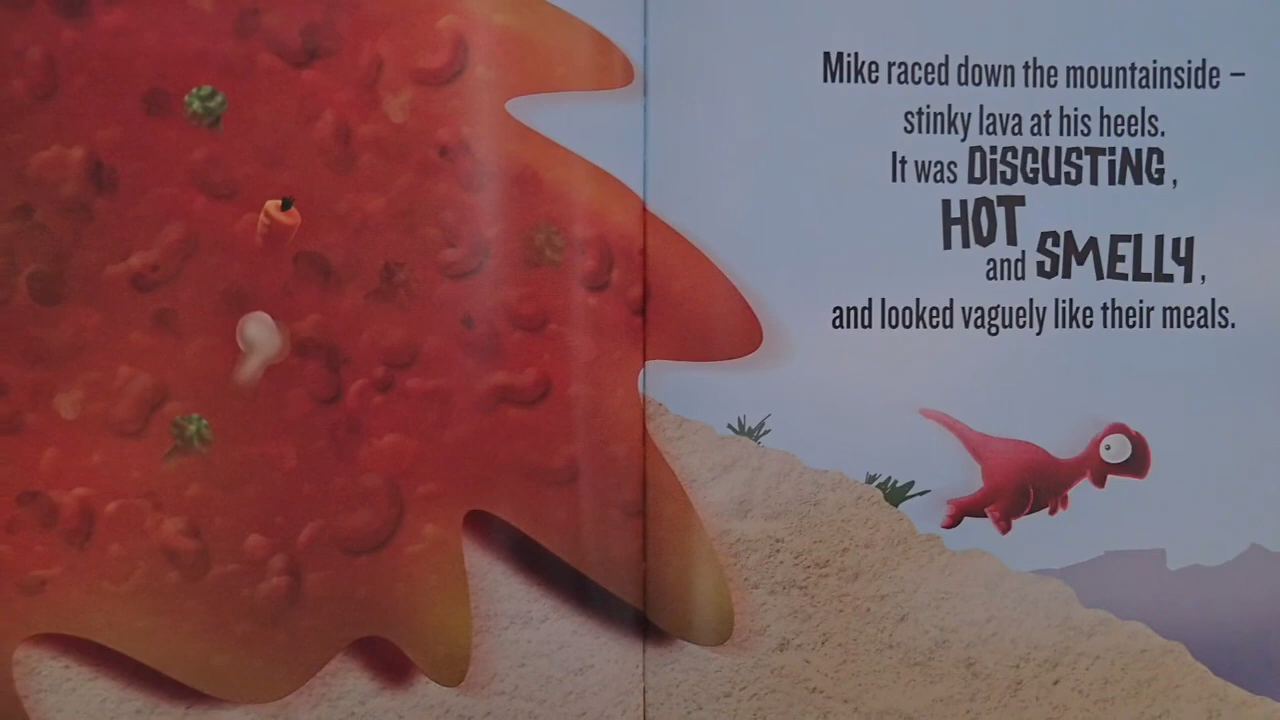 Mike raced down the mountainside –
stinky lava at his heels.
It was DiSGUSTiNG,
HOT
and SMELLY,
and looked vaguely like their meals.